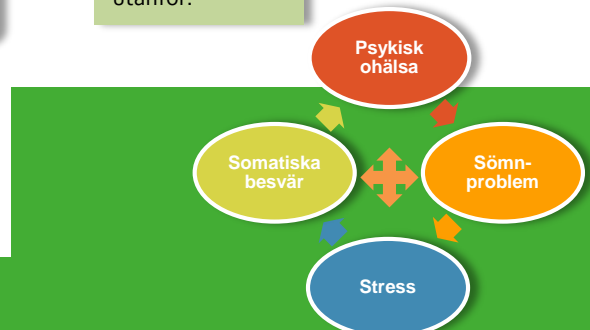 utanför.
Psykisk
ohälsa
Somatiska
besvär
Sömn-
problem
Stress